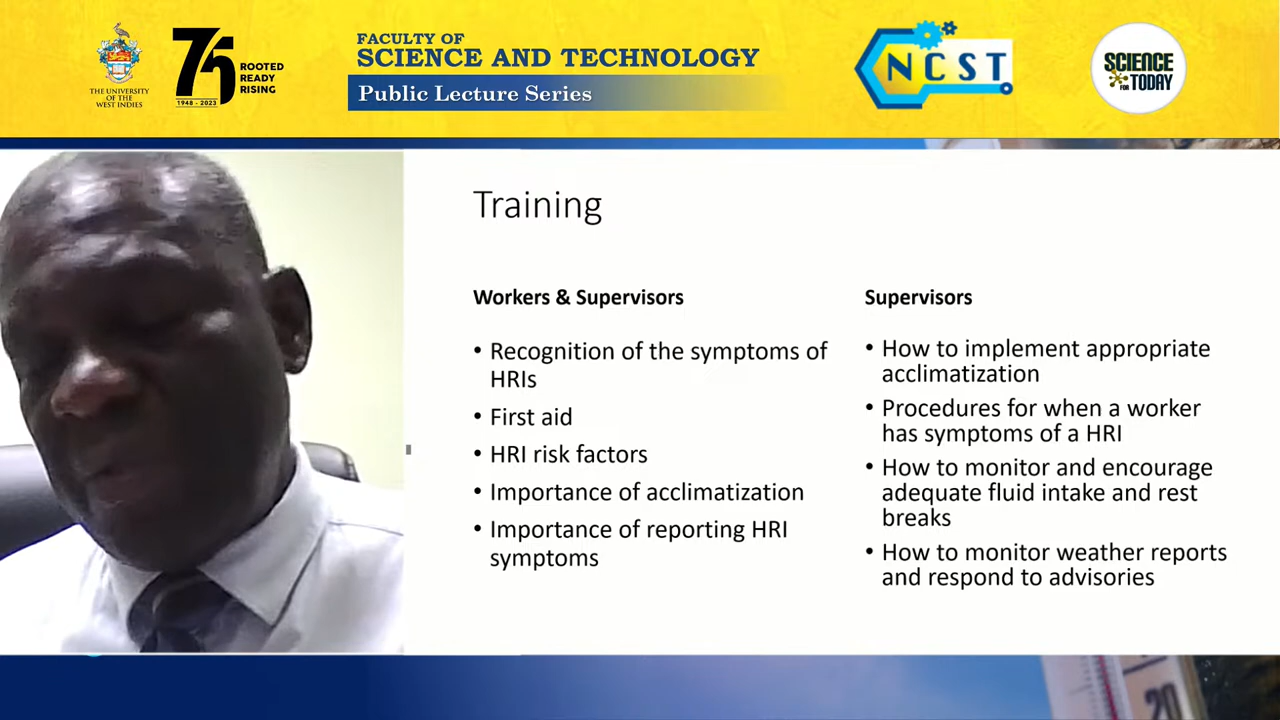 THE UNIVERSITY
OF THE
WEST INDIES
75
1948 - 2023
ROOTED
READY
RISING
FACULTY OF
SCIENCE AND TECHNOLOGY
Public Lecture Series
NCST
SCIENCE
FOR TODAY
Training
Workers & Supervisors
• Recognition of the symptoms of
HRIs
• First aid
• HRI risk factors
• Importance of acclimatization
• Importance of reporting HRI
symptoms
Supervisors
• How to implement appropriate
acclimatization
• Procedures for when a worker
has symptoms of a HRI
• How to monitor and encourage
adequate fluid intake and rest
breaks
• How to monitor weather reports
and respond to advisories
20